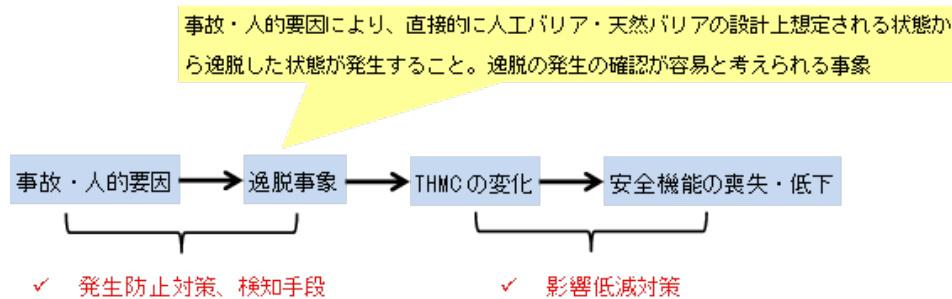 事故・人的要因により、直接的に人工バリア・天然バリアの設計上想定される状態か
ら逸脱した状態が発生すること。逸脱の発生の確認が容易と考えられる事象
事故・人的要因
逸脱事象
THMCの変化
安全機能の喪失・低下
✓ 発生防止対策、検知手段
✓ 影響低減対策